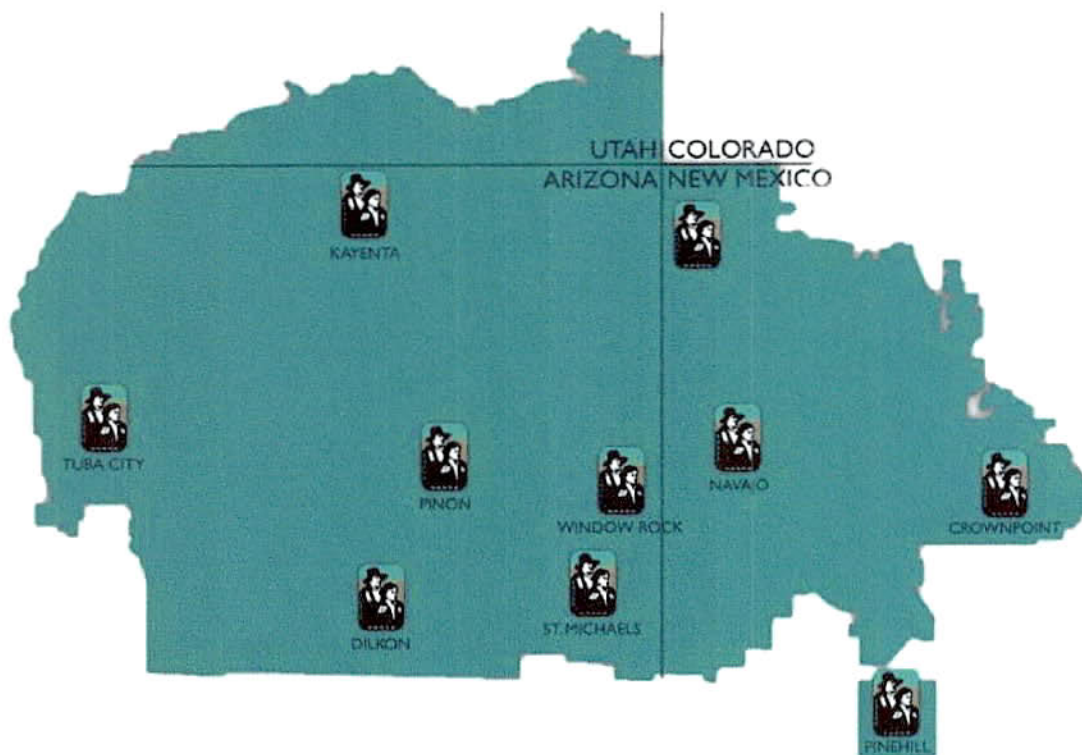 UTAH COLORADO
ARIZONA NEW MEXICO
KAYENTA
TUBA CITY
PINON
WINDOW ROCK
NAVAJO
CROWNPOINT
DILKON
ST. MICHAELS
PINEHILL